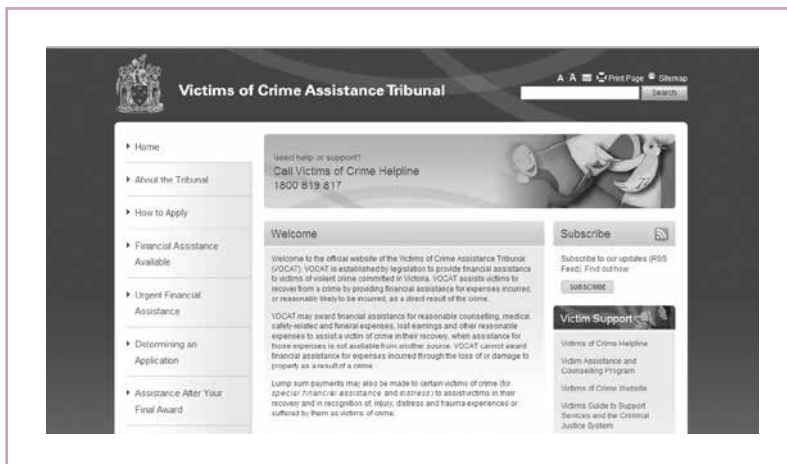 Victims of Crime Assistance Tribunal
A A Print Page Sitemap
Search
Home
About the Tribunal
How to Apply
Financial Assistance
Available
Urgent Financial
Assistance
Determining an
Application
Assistance After Your
Final Award
Need help or support?
Call Victims of Crime Helpline
1800 819 817
Welcome
Welcome to the official website of the Victims of Crime Assistance Tribunal
(VOCAT). VOCAT is established by legislation to provide financial assistance
to victims of violent crime committed in Victoria. VOCAT assists victims to
recover from a crime by providing financial assistance for expenses incurred,
or reasonably likely to be incurred, as a direct result of the crime.
VOCAT may award financial assistance for reasonable counselling, medical,
safety-related and funeral expenses, lost earnings and other reasonable
expenses to assist a victim of crime in their recovery, when assistance for
those expenses is not available from another source. VOCAT cannot award
financial assistance for expenses incurred through the loss of or damage to
property as a result of a crime.
Lump sum payments may also be made to certain victims of crime (for
special financial assistance and distress) to assist victims in their
recovery and in recognition of, injury, distress and trauma experienced or
suffered by them as victims of crime.
Subscribe
Subscribe to our updates (RSS
Feed). Find out how.
SUBSCRIBE
Victim Support
Victims of Crime Helpline
Victim Assistance and
Counselling Program
Victims of Crime Website
Victims Guide to Support
Services and the Criminal
Justice System